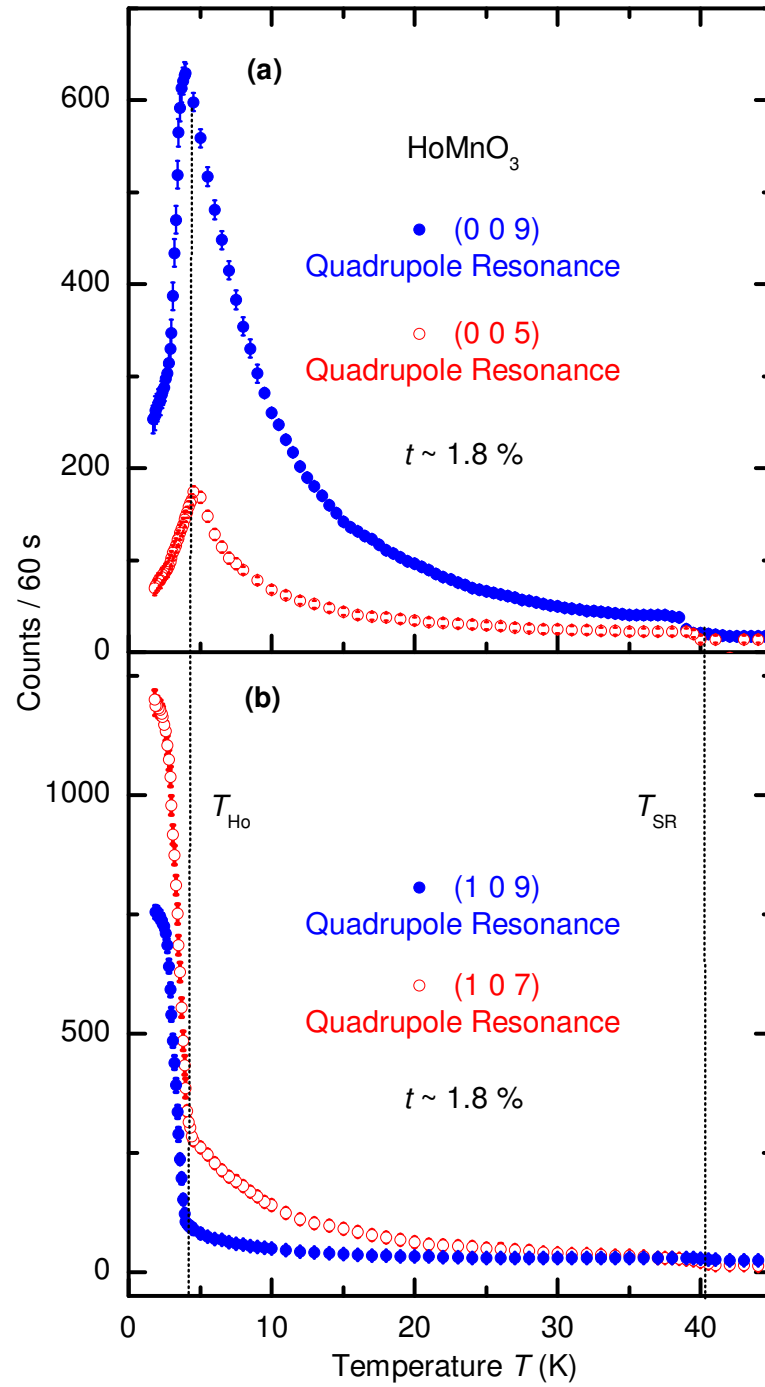 (a)
600
400
200
0
HoMnO3
(0 0 9)
Quadrupole Resonance
(0 0 5)
Quadrupole Resonance
t ~ 1.8 %
Counts / 60 s
(b)
1000
500
0
THo
TSR
(1 0 9)
Quadrupole Resonance
(1 0 7)
Quadrupole Resonance
t ~ 1.8 %
0 10 20 30 40
Temperature T (K)